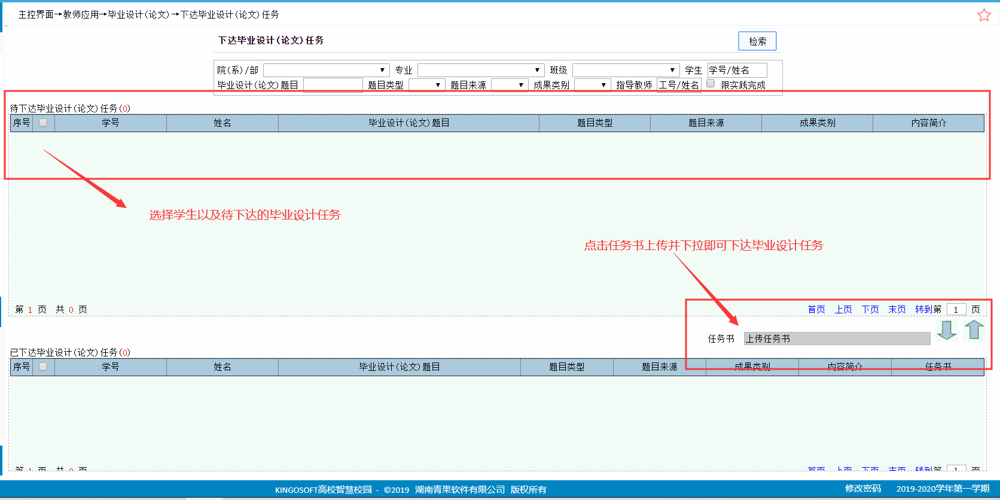 主控界面→教师应用→毕业设计(论文)→下达毕业设计(论文)任务
下达毕业设计(论文)任务
检索
院(系)/部 专业 班级 学生 学号/姓名
毕业设计(论文)题目 题目类型 题目来源 成果类别 指导教师 工号/姓名 限实践完成
待下达毕业设计(论文)任务(0)
序号 学号 姓名 毕业设计(论文)题目 题目类型 题目来源 成果类别 内容简介
选择学生以及待下达的毕业设计任务
点击任务书上传并下拉即可下达毕业设计任务
第 1 页 共 0 页 首页 上页 下页 末页 转到第 1 页
任务书 上传任务书
已下达毕业设计(论文)任务(0)
序号 学号 姓名 毕业设计(论文)题目 题目类型 题目来源 成果类别 内容简介 任务书
第 1 页 共 0 页 首页 上页 下页 末页 转到第 1 页
KINGOSOFT高校智慧校园 - ©2019 湖南青果软件有限公司 版权所有 修改密码 2019-2020学年第一学期